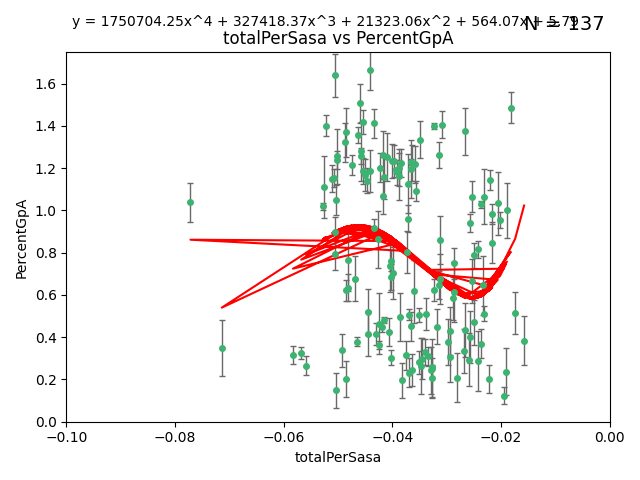 y = 1750704.25x^4 + 327418.37x^3 + 21323.06x^2 + 564.07x + 5.79
N = 137
totalPerSasa vs PercentGpA
1.6
1.4
1.2
1.0
0.8
0.6
0.4
0.2
0.0
PercentGpA
−0.10 −0.08 −0.06 −0.04 −0.02 0.00
totalPerSasa